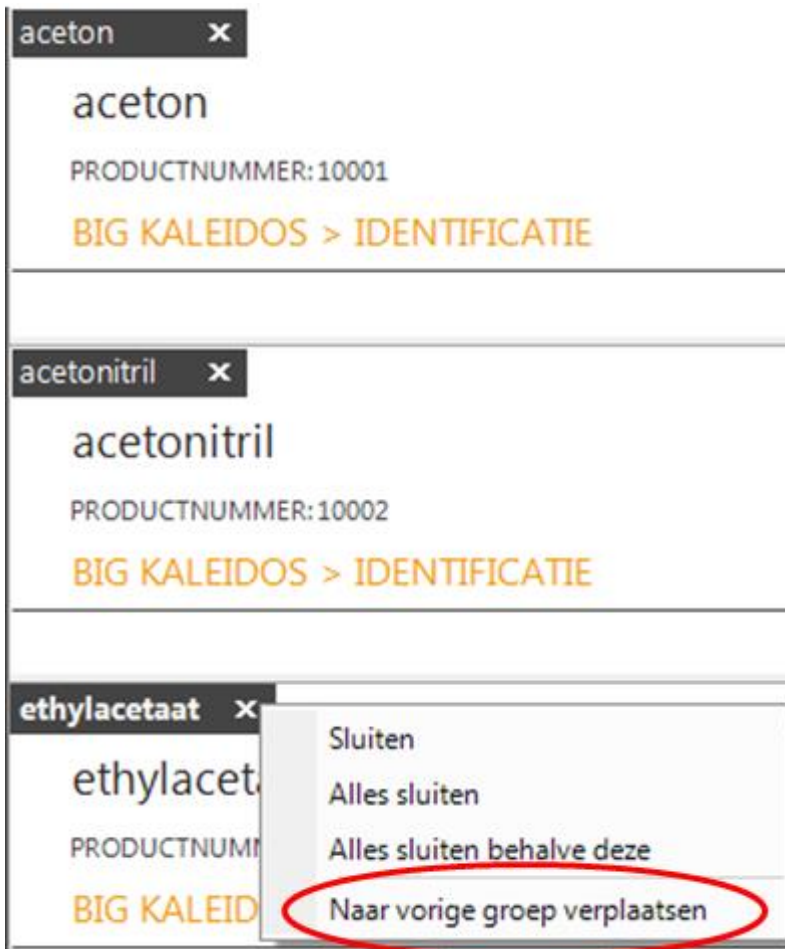 aceton x
aceton
PRODUCTNUMMER:10001
BIG KALEIDOS > IDENTIFICATIE
acetonitril x
acetonitril
PRODUCTNUMMER:10002
BIG KALEIDOS > IDENTIFICATIE
ethylacetaat x
Sluiten
Alles sluiten
Alles sluiten behalve deze
Naar vorige groep verplaatsen